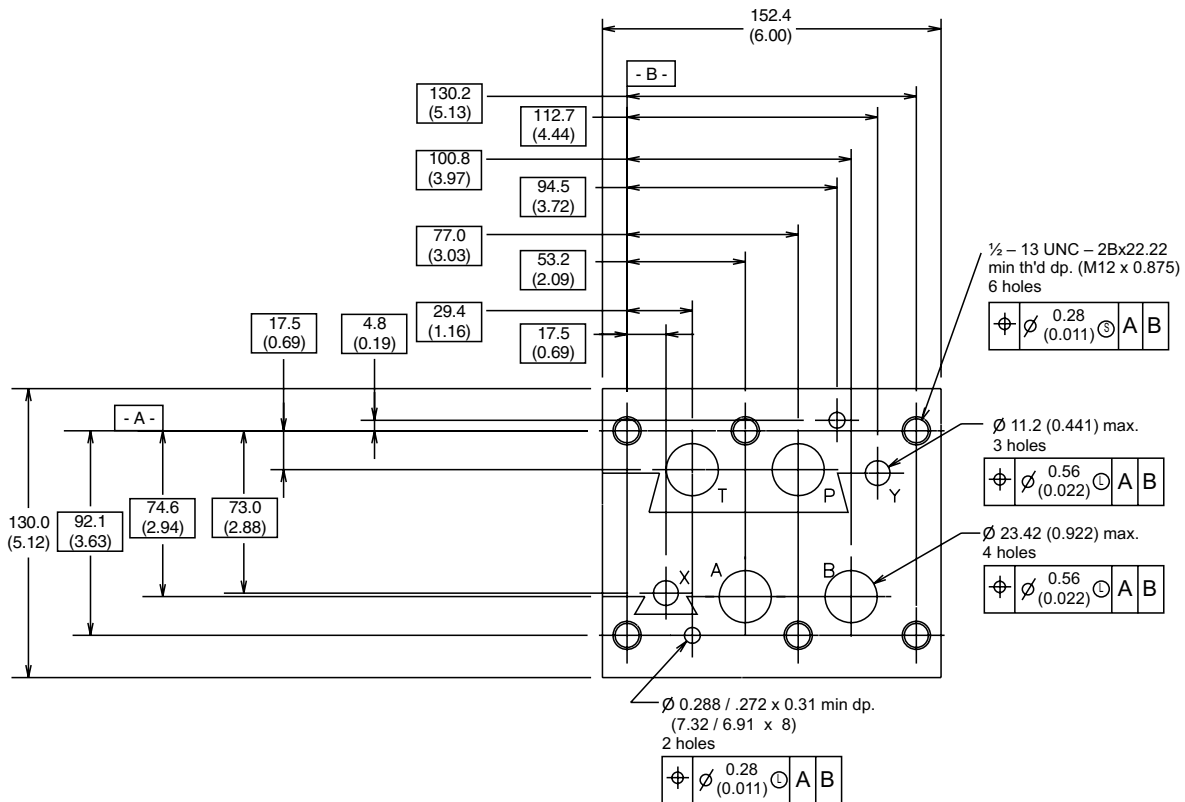 152.4
(6.00)
- B -
130.2
(5.13)
112.7
(4.44)
100.8
(3.97)
94.5
(3.72)
77.0
(3.03)
53.2
(2.09)
29.4
(1.16)
17.5
(0.69)
4.8
(0.19)
17.5
(0.69)
½ – 13 UNC – 2Bx22.22
min th'd dp. (M12 x 0.875)
6 holes
⌖ Ø 0.28 Ⓢ A B
(0.011)
- A -
Ø 11.2 (0.441) max.
3 holes
⌖ Ø 0.56 Ⓛ A B
(0.022)
T
P
Y
130.0
(5.12)
92.1
(3.63)
74.6
(2.94)
73.0
(2.88)
Ø 23.42 (0.922) max.
4 holes
⌖ Ø 0.56 Ⓛ A B
(0.022)
X
A
B
Ø 0.288 / .272 x 0.31 min dp.
(7.32 / 6.91 x 8)
2 holes
⌖ Ø 0.28 Ⓛ A B
(0.011)